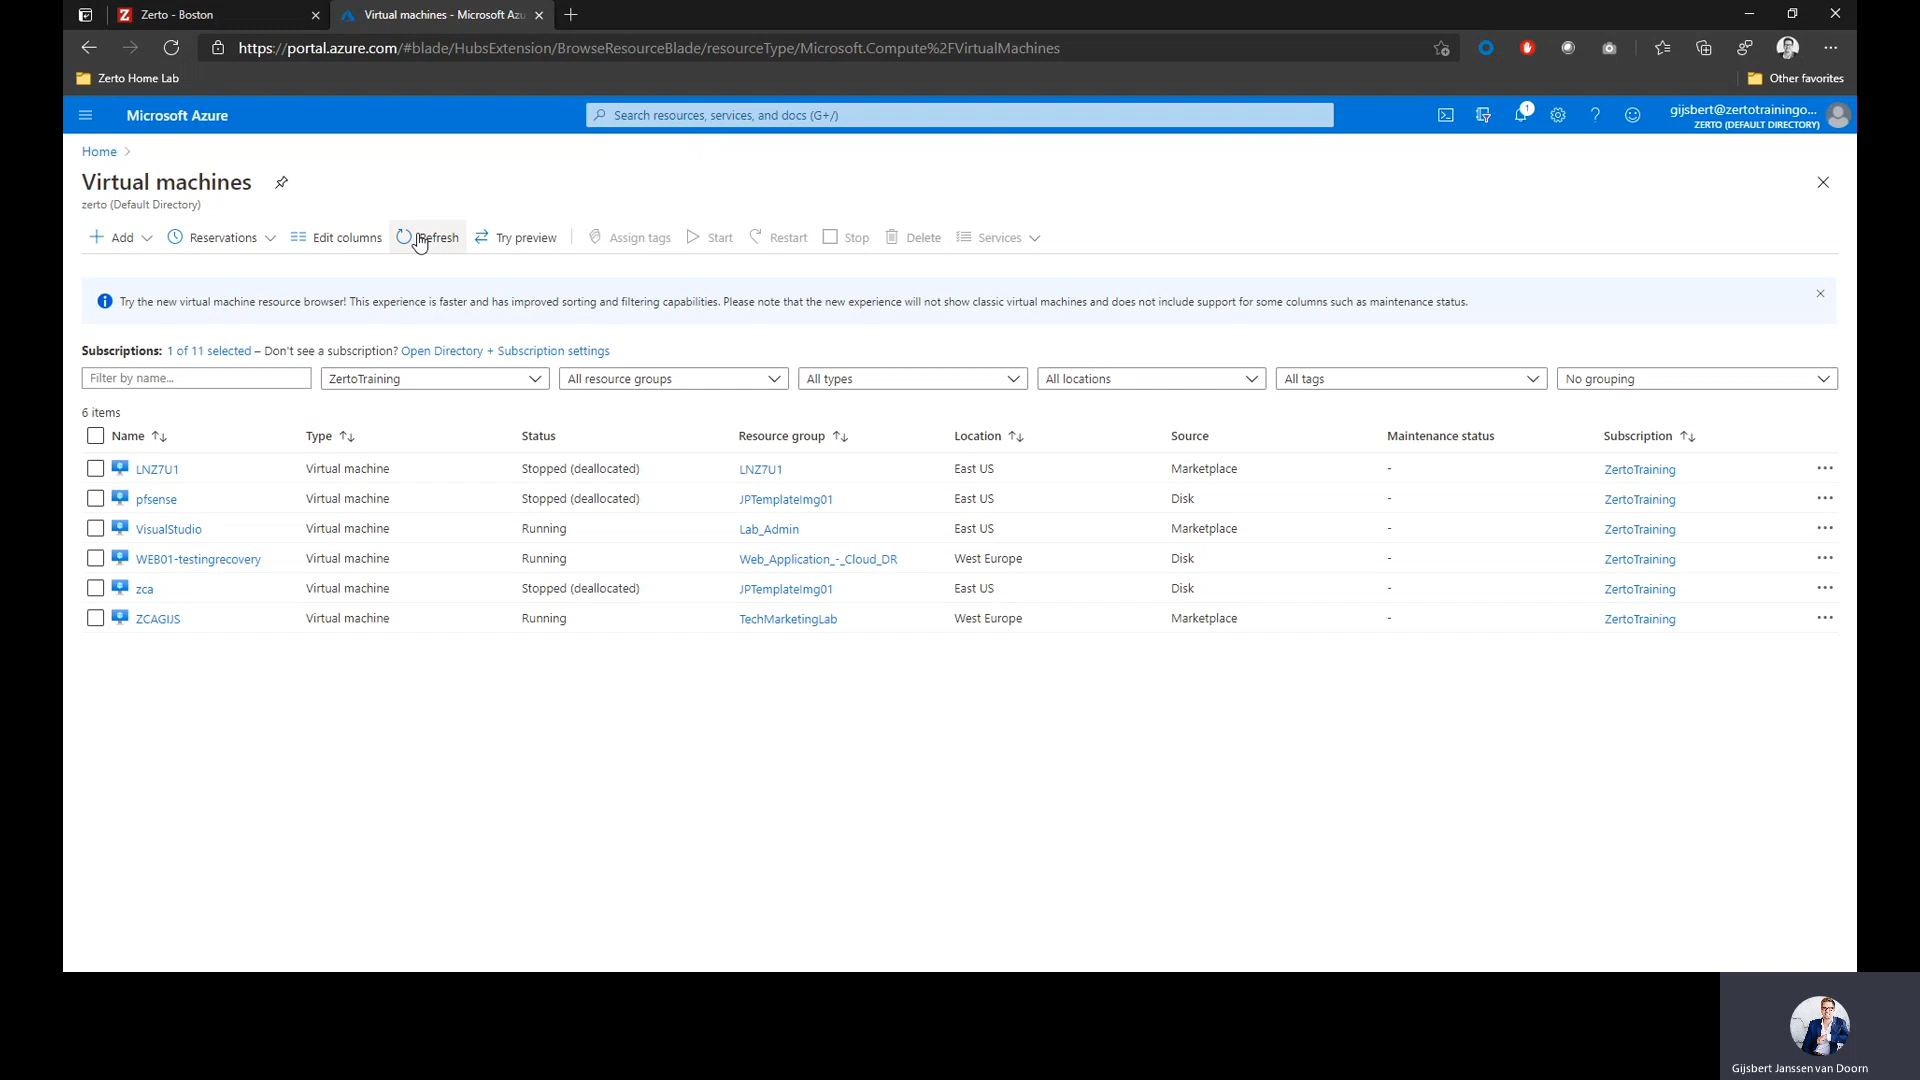 Zerto - Boston
Virtual machines - Microsoft Azu
https://portal.azure.com/#blade/HubsExtension/BrowseResourceBlade/resourceType/Microsoft.Compute%2FVirtualMachines
Zerto Home Lab
Other favorites
Microsoft Azure
Search resources, services, and docs (G+/)
1
gijsbert@zertotrainingo...
ZERTO (DEFAULT DIRECTORY)
Home
Virtual machines
zerto (Default Directory)
Add Reservations Edit columns Refresh Try preview Assign tags Start Restart Stop Delete Services
Try the new virtual machine resource browser! This experience is faster and has improved sorting and filtering capabilities. Please note that the new experience will not show classic virtual machines and does not include support for some columns such as maintenance status.
Subscriptions: 1 of 11 selected – Don't see a subscription? Open Directory + Subscription settings
Filter by name... ZertoTraining All resource groups All types All locations All tags No grouping
6 items
Name Type Status Resource group Location Source Maintenance status Subscription
LNZ7U1 Virtual machine Stopped (deallocated) LNZ7U1 East US Marketplace - ZertoTraining
pfsense Virtual machine Stopped (deallocated) JPTemplateImg01 East US Disk - ZertoTraining
VisualStudio Virtual machine Running Lab_Admin East US Marketplace - ZertoTraining
WEB01-testingrecovery Virtual machine Running Web_Application_-_Cloud_DR West Europe Disk - ZertoTraining
zca Virtual machine Stopped (deallocated) JPTemplateImg01 East US Disk - ZertoTraining
ZCAGIJS Virtual machine Running TechMarketingLab West Europe Marketplace - ZertoTraining
Gijsbert Janssen van Doorn